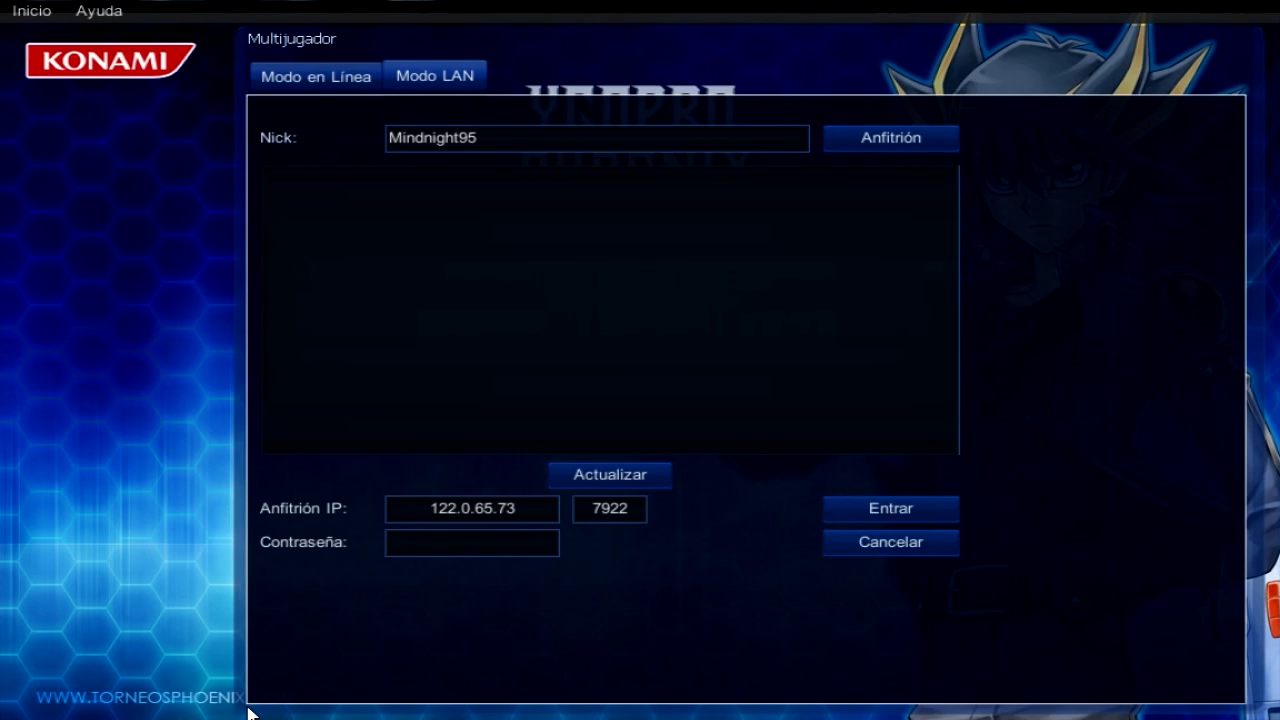 Inicio Ayuda
KONAMI
Multijugador
Modo en Línea Modo LAN
Nick: Mindnight95 Anfitrión
Actualizar
Anfitrión IP: 122.0.65.73 7922 Entrar
Contraseña: Cancelar
WWW.TORNEOSPHOENIX